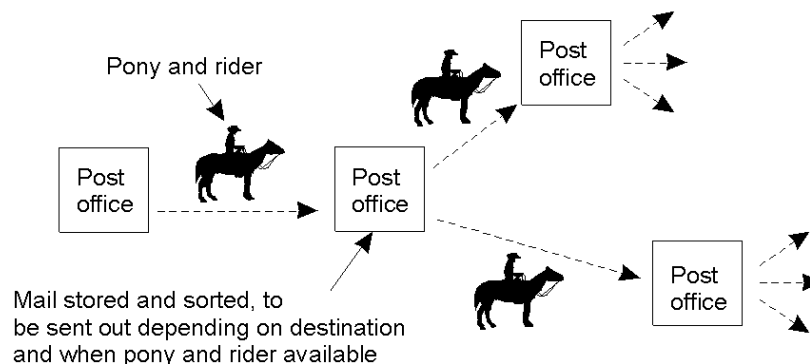 Pony and rider
Post
office
Post
office
Post
office
Post
office
Mail stored and sorted, to
be sent out depending on destination
and when pony and rider available